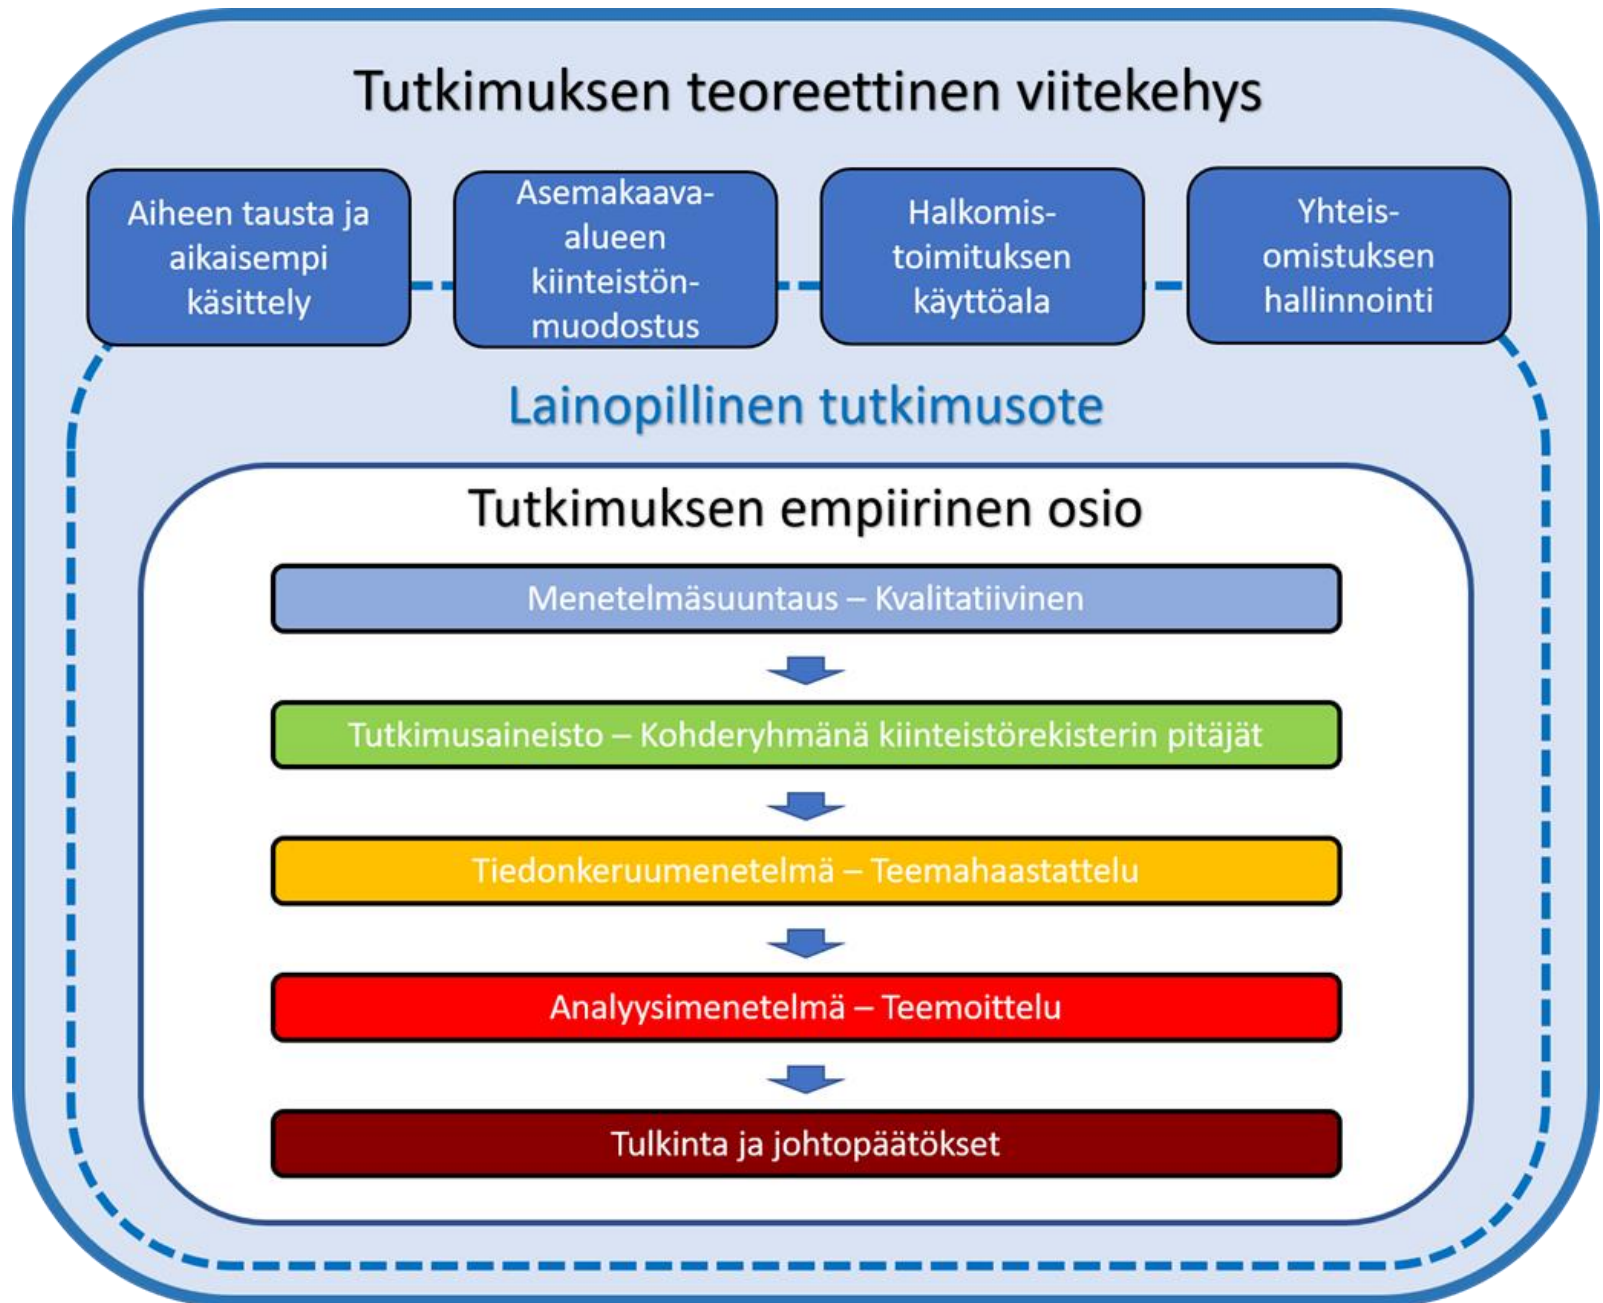 Tutkimuksen teoreettinen viitekehys
Aiheen tausta ja
aikaisempi
käsittely
Asemakaava-
alueen
kiinteistön-
muodostus
Halkomis-
toimituksen
käyttöala
Yhteis-
omistuksen
hallinnointi
Lainopillinen tutkimusote
Tutkimuksen empiirinen osio
Menetelmäsuuntaus – Kvalitatiivinen
Tutkimusaineisto – Kohderyhmänä kiinteistörekisterin pitäjät
Tiedonkeruumenetelmä – Teemahaastattelu
Analyysimenetelmä – Teemoittelu
Tulkinta ja johtopäätökset